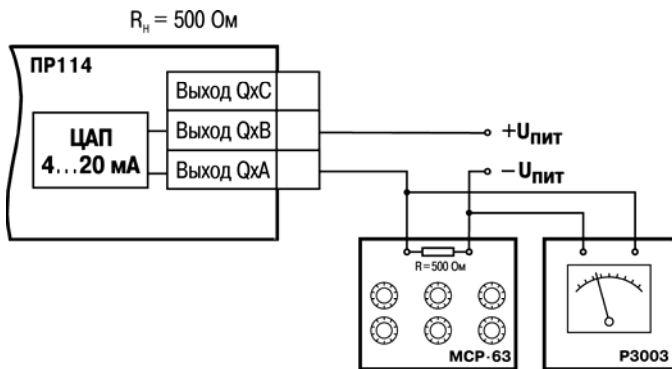 Rн = 500 Ом
ПР114
Выход QxC
ЦАП
4...20 мА
Выход QxB
Выход QxA
+Uпит
−Uпит
R=500 Ом
МСР-63
Р3003